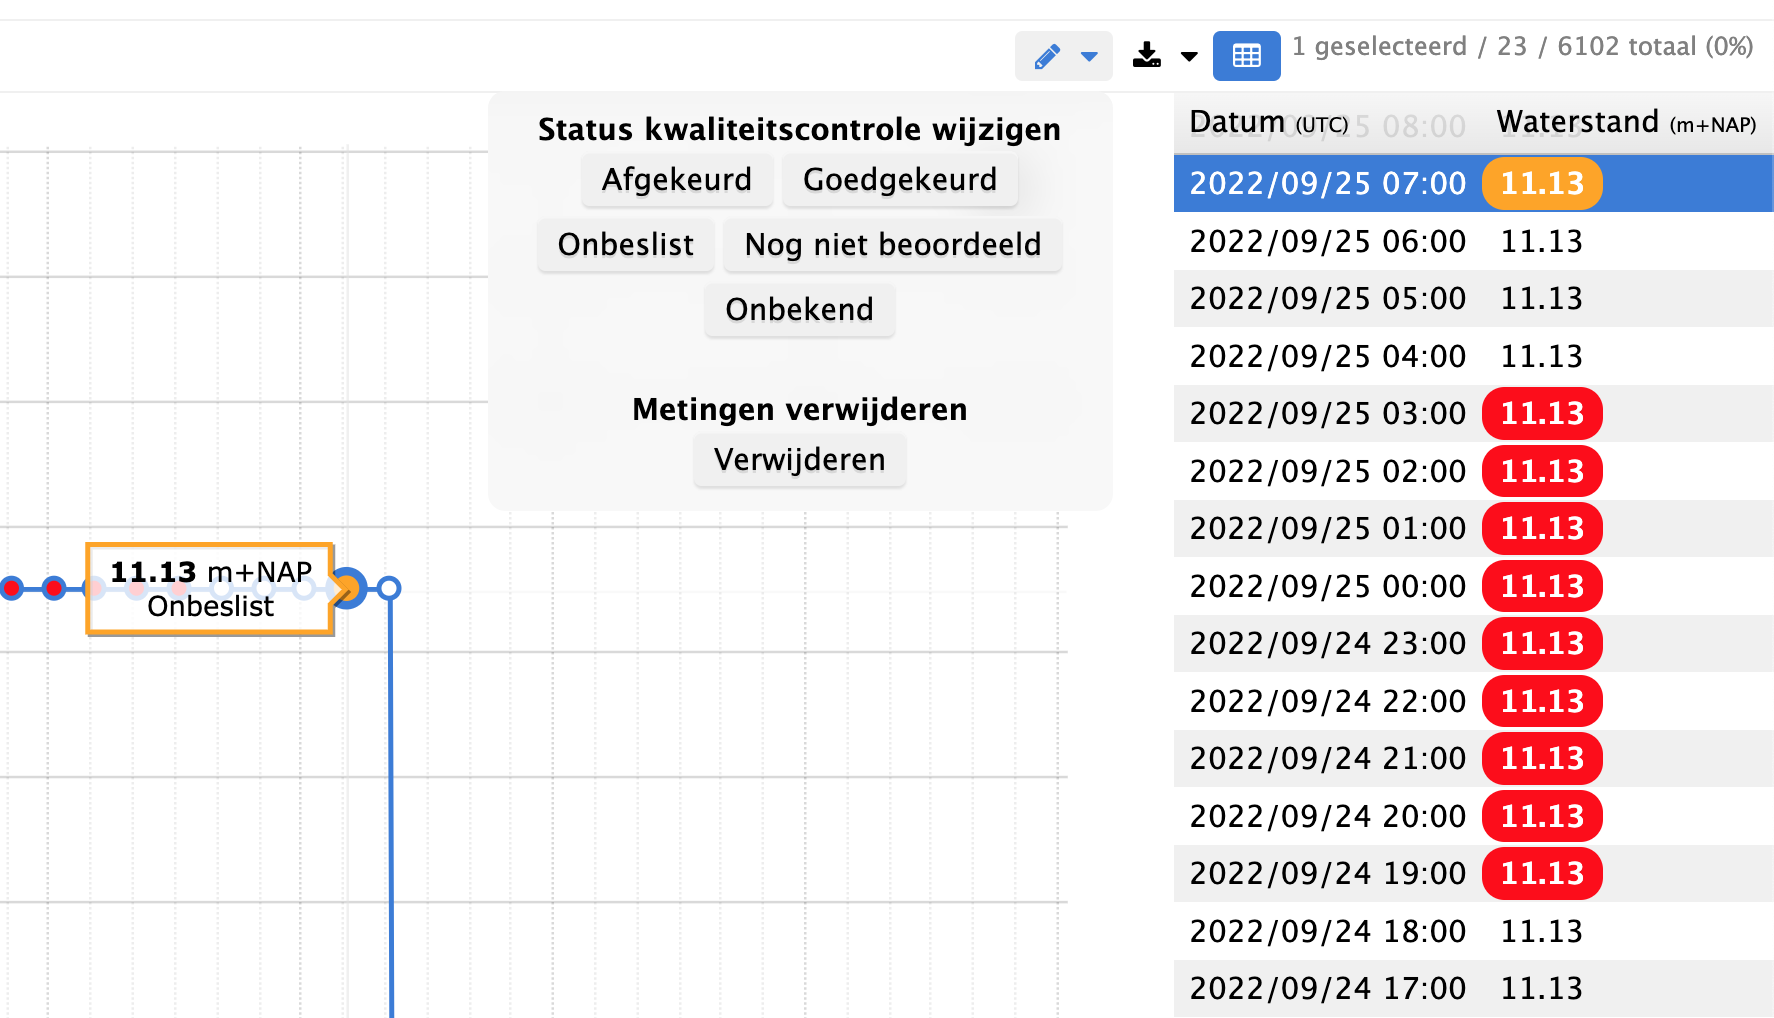 1 geselecteerd / 23 / 6102 totaal (0%)
Status kwaliteitscontrole wijzigen
Afgekeurd Goedgekeurd
Onbeslist Nog niet beoordeeld
Onbekend
Metingen verwijderen
Verwijderen
11.13 m+NAP
Onbeslist
Datum (UTC) Waterstand (m+NAP)
2022/09/25 07:00 11.13
2022/09/25 06:00 11.13
2022/09/25 05:00 11.13
2022/09/25 04:00 11.13
2022/09/25 03:00 11.13
2022/09/25 02:00 11.13
2022/09/25 01:00 11.13
2022/09/25 00:00 11.13
2022/09/24 23:00 11.13
2022/09/24 22:00 11.13
2022/09/24 21:00 11.13
2022/09/24 20:00 11.13
2022/09/24 19:00 11.13
2022/09/24 18:00 11.13
2022/09/24 17:00 11.13